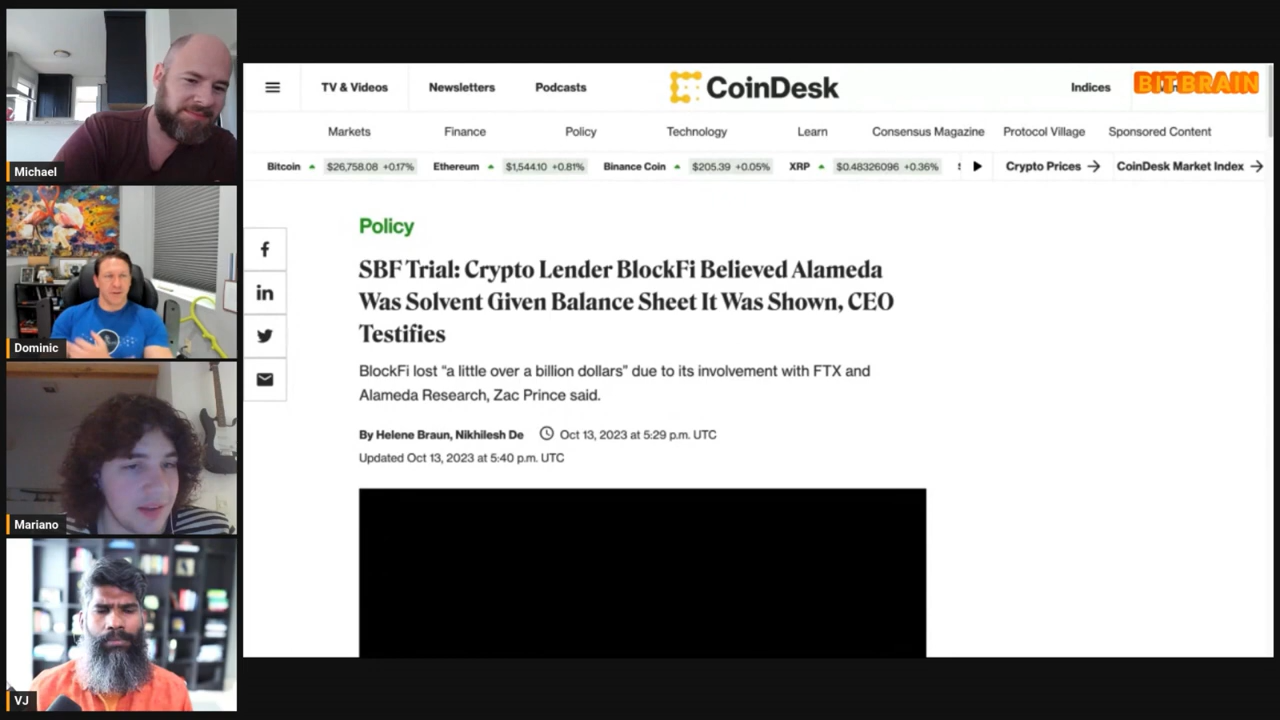 Michael
Dominic
Mariano
VJ
TV & Videos Newsletters Podcasts CoinDesk Indices BITBRAIN
Markets Finance Policy Technology Learn Consensus Magazine Protocol Village Sponsored Content
Bitcoin $26,758.08 +0.17% Ethereum $1,544.10 +0.81% Binance Coin $205.39 +0.05% XRP $0.48326096 +0.36% Crypto Prices CoinDesk Market Index
Policy
SBF Trial: Crypto Lender BlockFi Believed Alameda
Was Solvent Given Balance Sheet It Was Shown, CEO
Testifies
BlockFi lost “a little over a billion dollars” due to its involvement with FTX and
Alameda Research, Zac Prince said.
By Helene Braun, Nikhilesh De Oct 13, 2023 at 5:29 p.m. UTC
Updated Oct 13, 2023 at 5:40 p.m. UTC